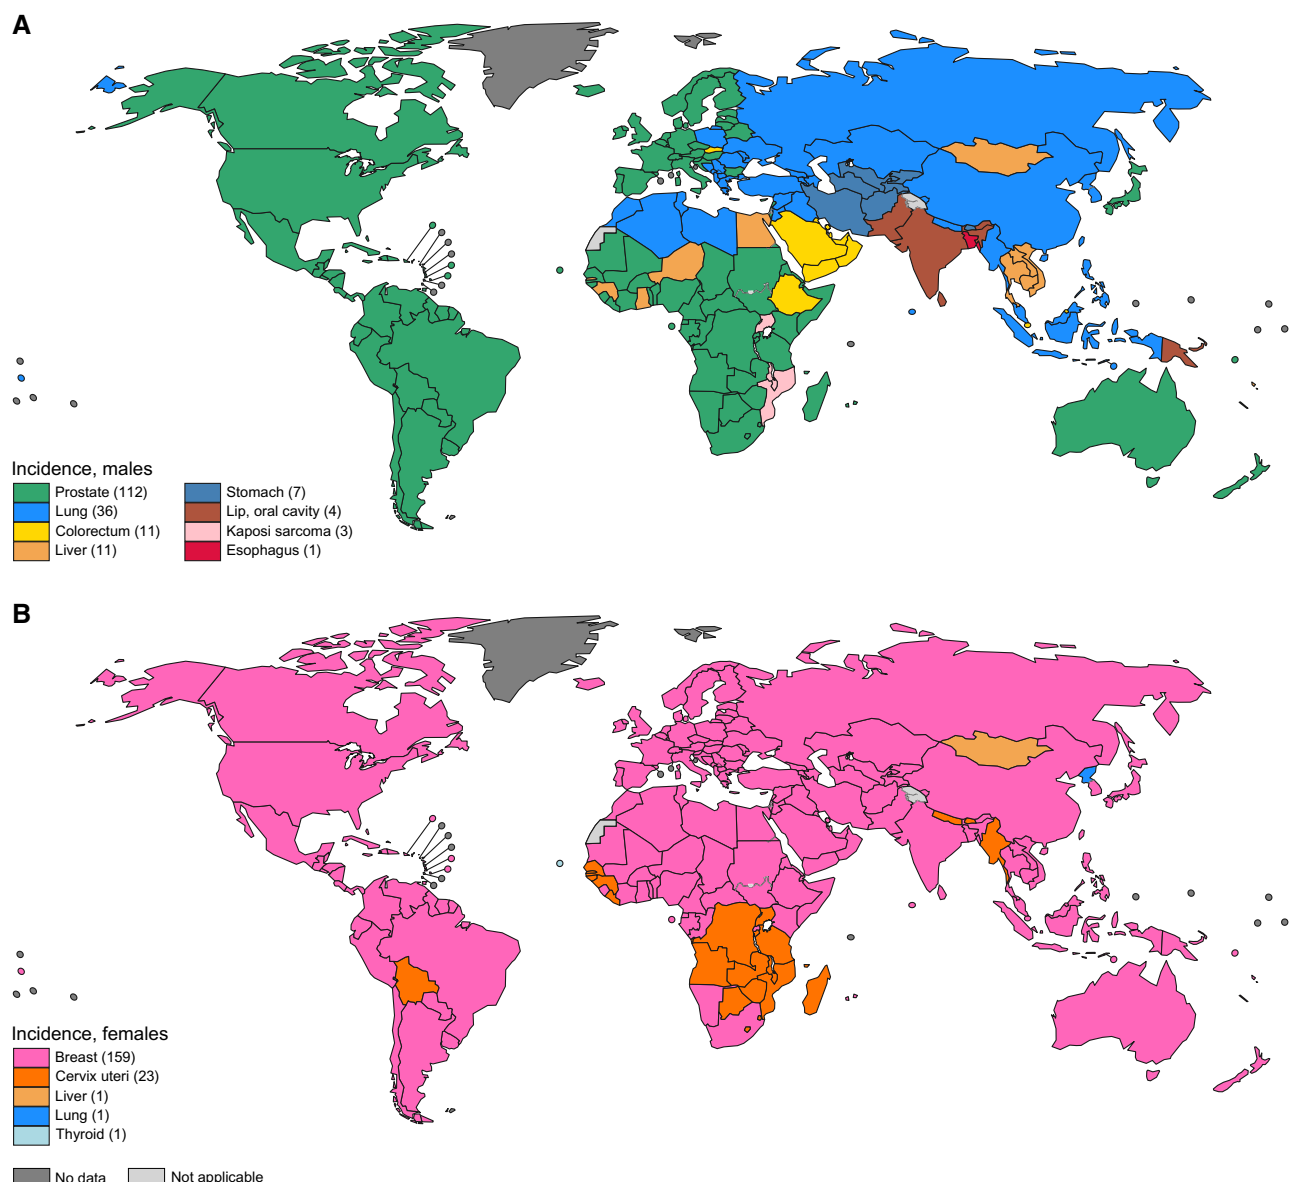 A
Incidence, males
Prostate (112)
Lung (36)
Colorectum (11)
Liver (11)
Stomach (7)
Lip, oral cavity (4)
Kaposi sarcoma (3)
Esophagus (1)
B
Incidence, females
Breast (159)
Cervix uteri (23)
Liver (1)
Lung (1)
Thyroid (1)
No data
Not applicable